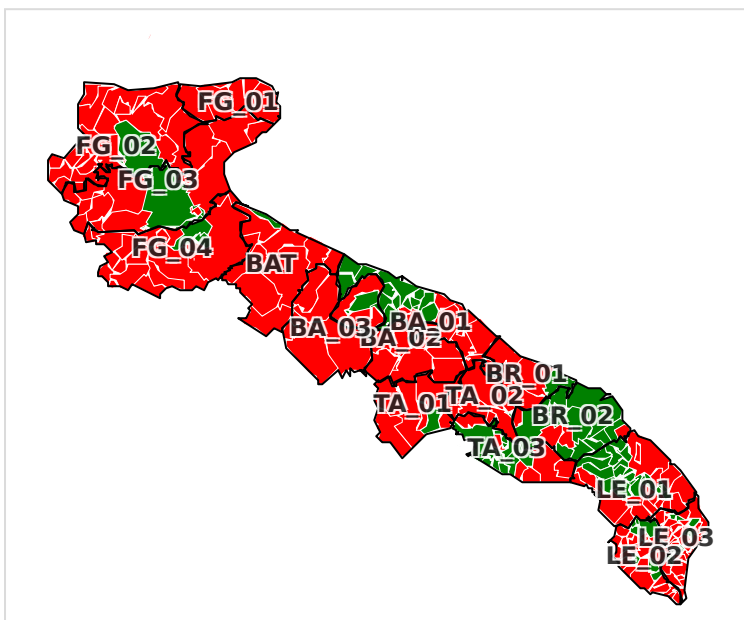 FG_01
FG_02
FG_03
FG_04
BAT
BA_01
BA_03
BA_02
BR_01
TA_02
TA_01
BR_02
TA_03
LE_01
LE_03
LE_02